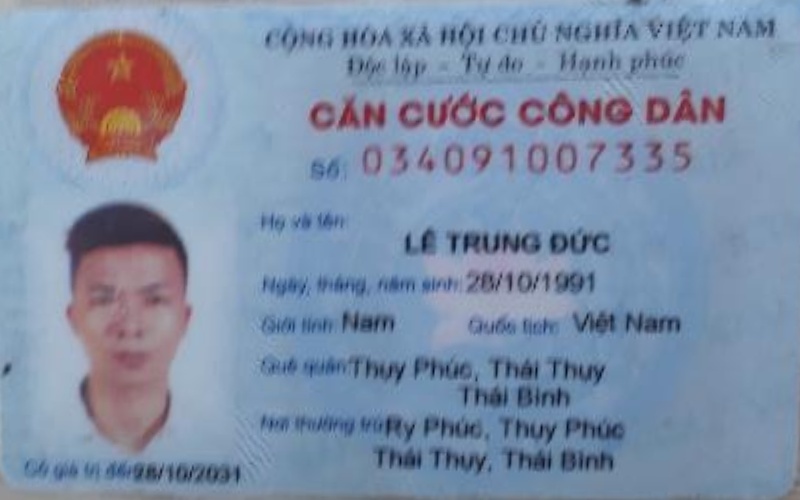 CỘNG HÒA XÃ HỘI CHỦ NGHĨA VIỆT NAM
Độc lập - Tự do - Hạnh phúc
CĂN CƯỚC CÔNG DÂN
Số: 034091007335
Họ và tên:
LÊ TRUNG ĐỨC
Ngày, tháng, năm sinh: 28/10/1991
Giới tính: Nam Quốc tịch: Việt Nam
Quê quán: Thụy Phúc, Thái Thụy
Thái Bình
Nơi thường trú: Ry Phúc, Thụy Phúc
Thái Thụy, Thái Bình
Có giá trị đến: 28/10/2031